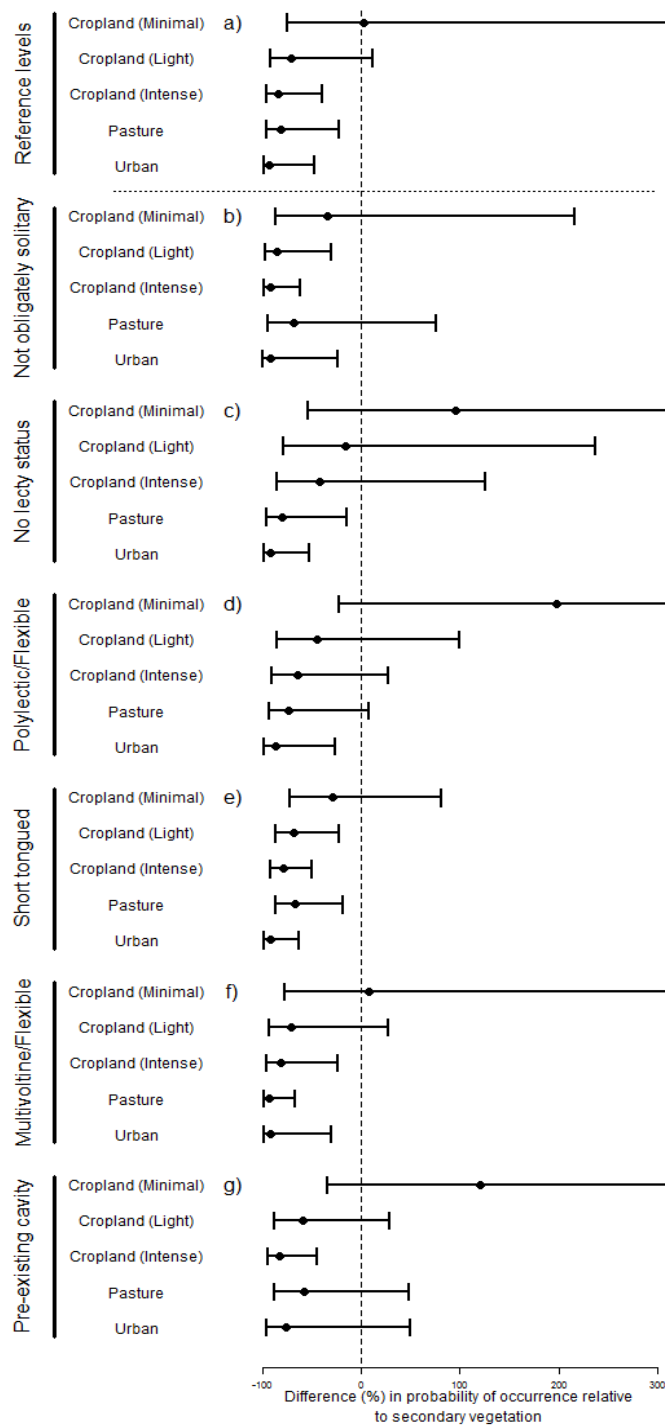 Reference levels
a)
Cropland (Minimal)
Cropland (Light)
Cropland (Intense)
Pasture
Urban
Not obligately solitary
b)
Cropland (Minimal)
Cropland (Light)
Cropland (Intense)
Pasture
Urban
No lecty status
c)
Cropland (Minimal)
Cropland (Light)
Cropland (Intense)
Pasture
Urban
Polylectic/Flexible
d)
Cropland (Minimal)
Cropland (Light)
Cropland (Intense)
Pasture
Urban
Short tongued
e)
Cropland (Minimal)
Cropland (Light)
Cropland (Intense)
Pasture
Urban
Multivoltine/Flexible
f)
Cropland (Minimal)
Cropland (Light)
Cropland (Intense)
Pasture
Urban
Pre-existing cavity
g)
Cropland (Minimal)
Cropland (Light)
Cropland (Intense)
Pasture
Urban
-100 0 100 200 300
Difference (%) in probability of occurrence relative
to secondary vegetation